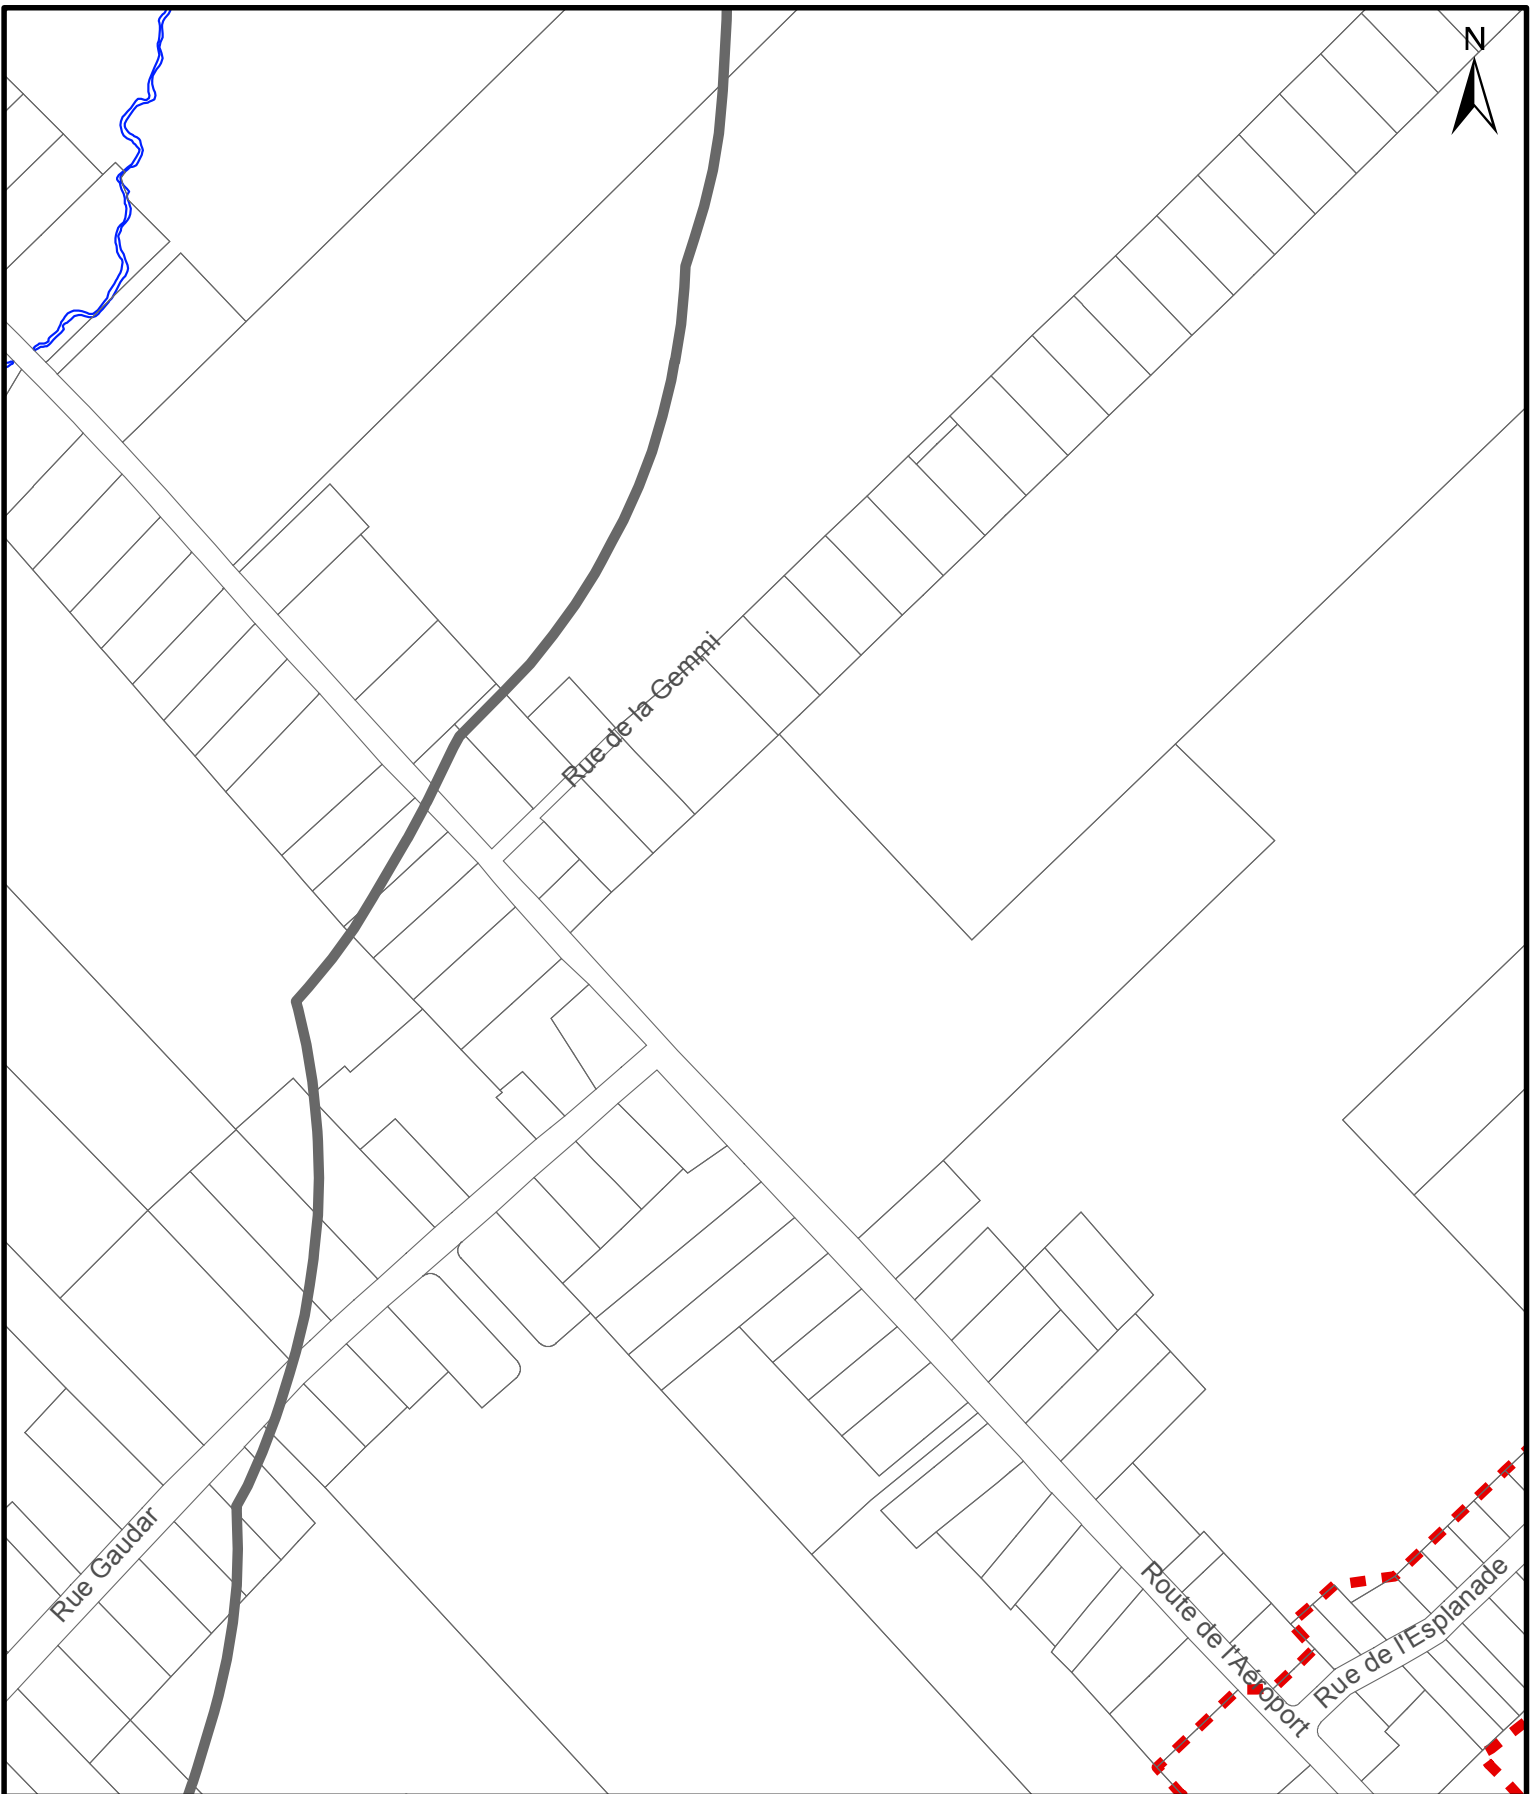 N
Rue de la Gemmi
Rue Gaudar
Route de l'Aéroport
Rue de l'Esplanade